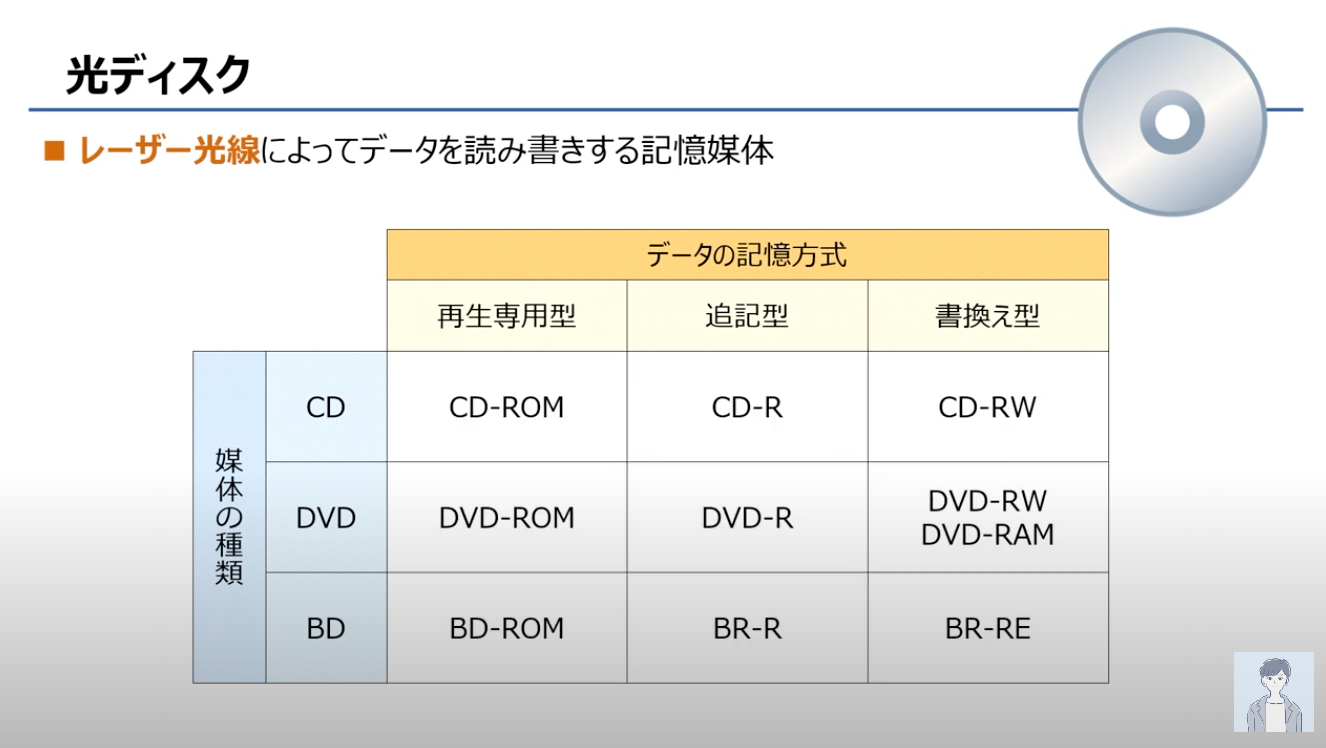 光ディスク
■ レーザー光線によってデータを読み書きする記憶媒体
データの記憶方式
再生専用型 追記型 書換え型
媒体の種類
CD CD-ROM CD-R CD-RW
DVD DVD-ROM DVD-R DVD-RW
DVD-RAM
BD BD-ROM BR-R BR-RE